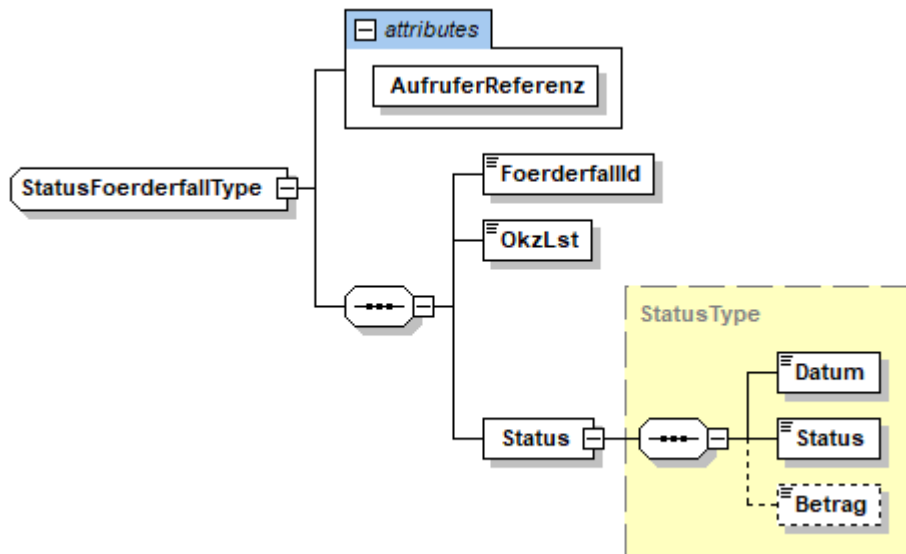 attributes
AufruferReferenz
StatusFoerderfallType
FoerderfallId
OkzLst
StatusType
Datum
Status
Status
Betrag